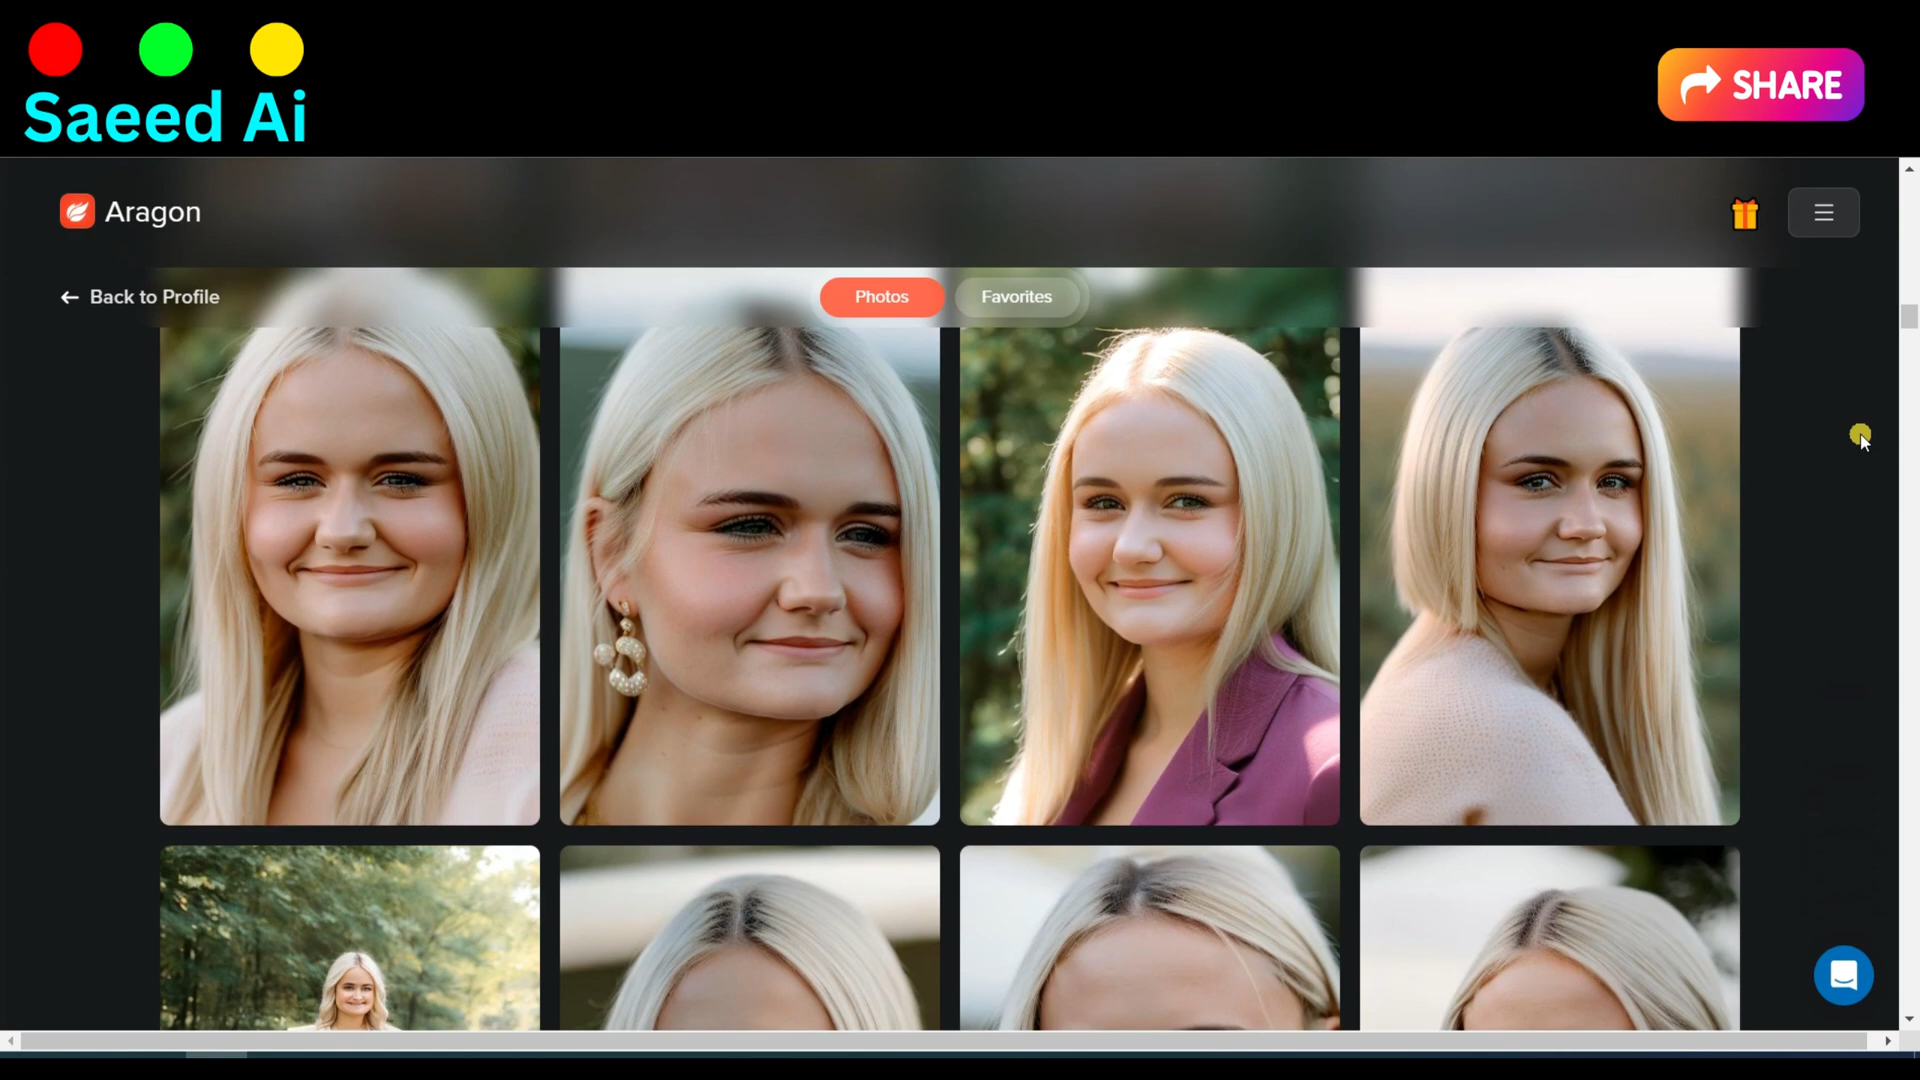 Saeed Ai
SHARE
Aragon
Back to Profile
Photos
Favorites